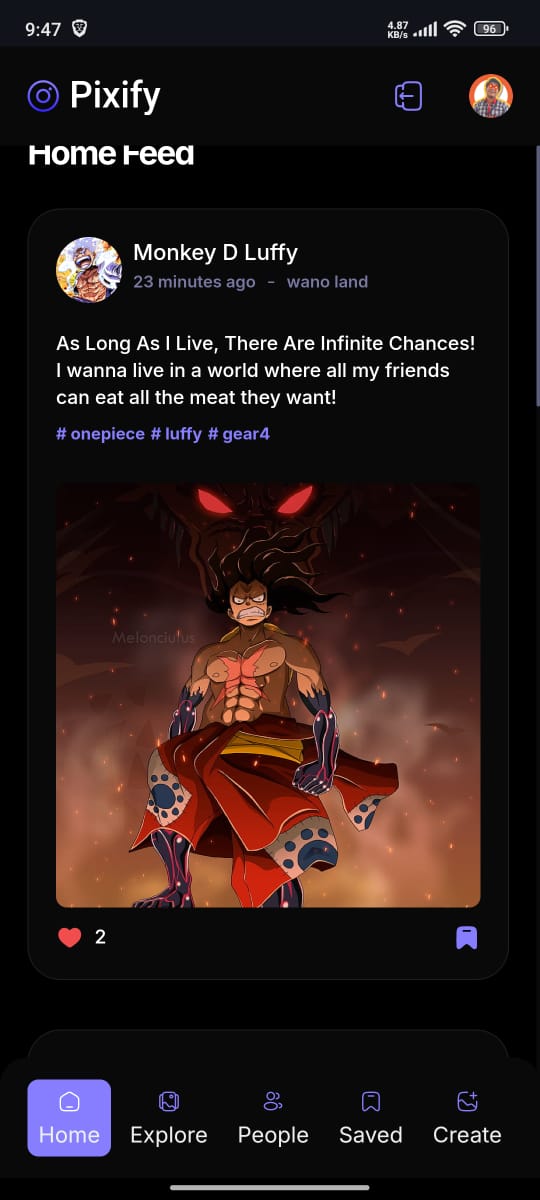 9:47
4.87
KB/s
96
Pixify
Home Feed
Monkey D Luffy
23 minutes ago - wano land
As Long As I Live, There Are Infinite Chances!
I wanna live in a world where all my friends
can eat all the meat they want!
# onepiece # luffy # gear4
Melonciutus
2
Home Explore People Saved Create